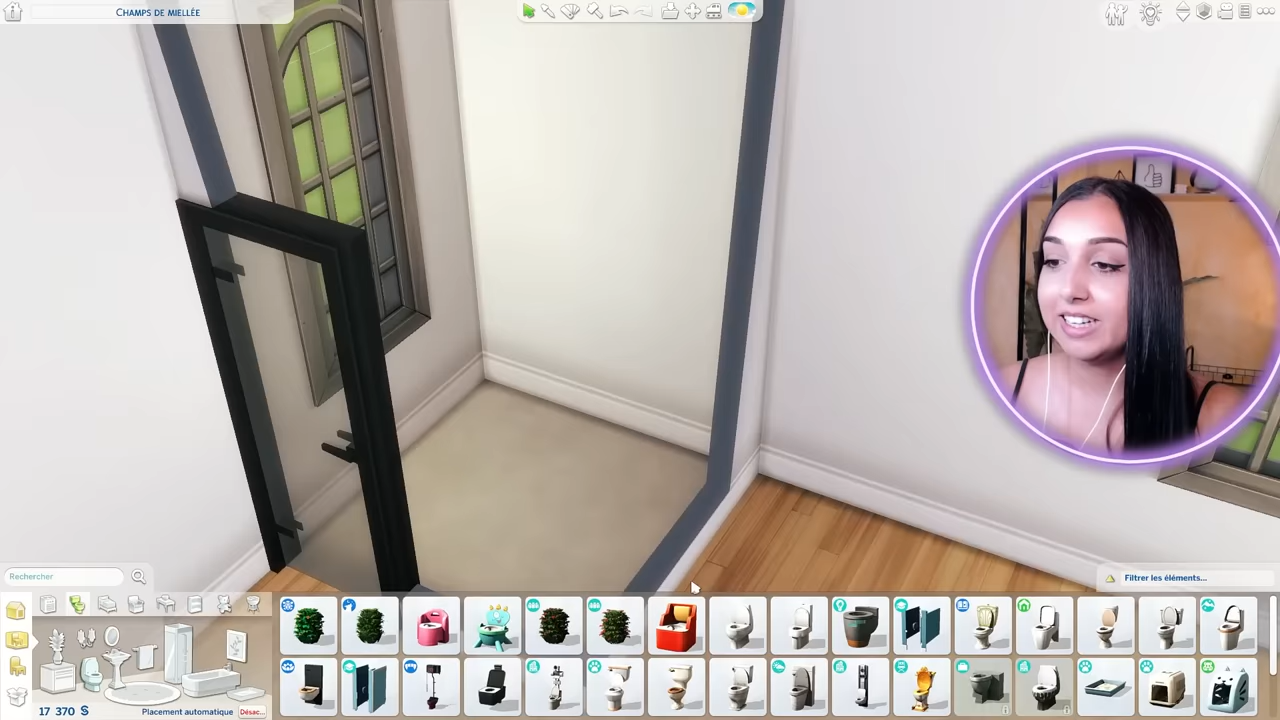 CHAMPS DE MIELLÉE
Rechercher
Filtrer les éléments...
17 370 $
Placement automatique
Désac...